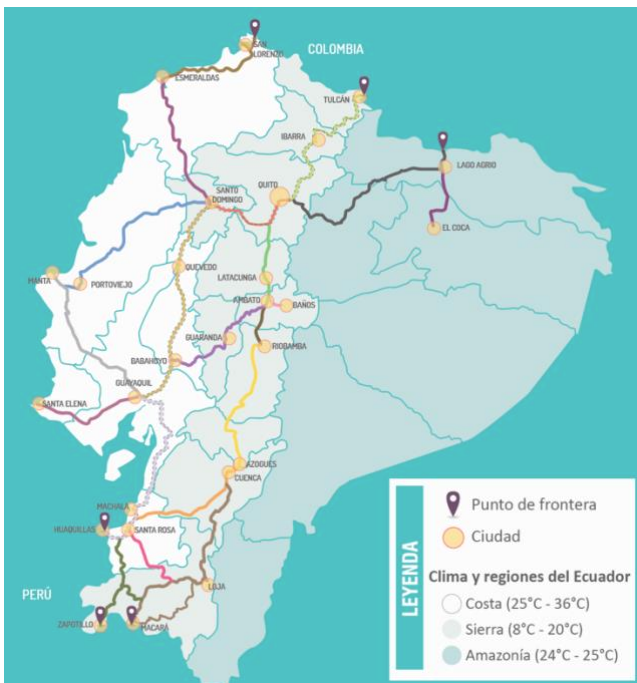 SAN
LORENZO
COLOMBIA
ESMERALDAS
TULCÁN
IBARRA
LAGO AGRIO
QUITO
SANTO
DOMINGO
EL COCA
QUEVEDO
MANTA
LATACUNGA
PORTOVIEJO
AMBATO
BAÑOS
GUARANDA
RIOBAMBA
BABAHOYO
GUAYAQUIL
SANTA ELENA
AZOGUES
CUENCA
MACHALA
HUAQUILLAS
SANTA ROSA
LOJA
PERÚ
ZAPOTILLO
MACARÁ
LEYENDA
Punto de frontera
Ciudad
Clima y regiones del Ecuador
Costa (25°C - 36°C)
Sierra (8°C - 20°C)
Amazonía (24°C - 25°C)